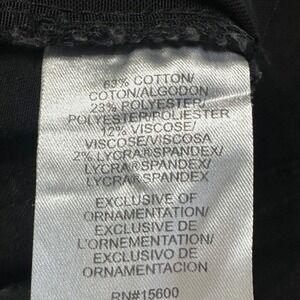 63% COTTON/
COTON/ALGODON
23% POLYESTER/
POLYESTER/POLIESTER
12% VISCOSE/
VISCOSE/VISCOSA
2% LYCRA®SPANDEX/
LYCRA®SPANDEX/
LYCRA®SPANDEX
EXCLUSIVE OF
ORNAMENTATION/
EXCLUSIVE DE
L'ORNEMENTATION/
EXCLUSIVO DE
ORNAMENTACION
RN#15600